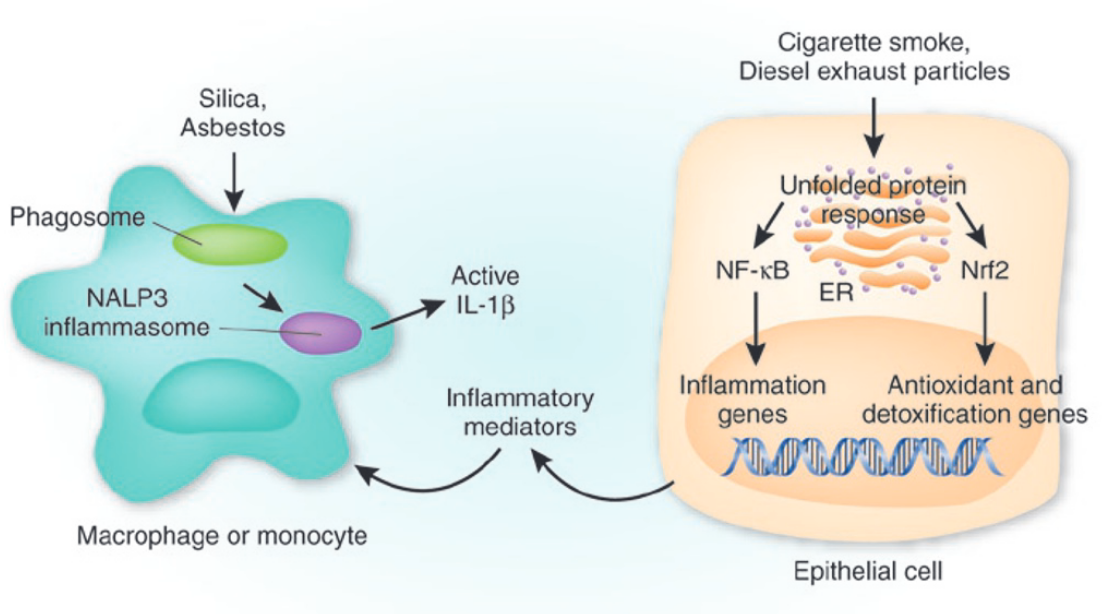 Silica,
Asbestos
Phagosome
NALP3
inflammasome
Active
IL-1β
Inflammatory
mediators
Macrophage or monocyte
Cigarette smoke,
Diesel exhaust particles
Unfolded protein
response
NF-κB
ER
Nrf2
Inflammation
genes
Antioxidant and
detoxification genes
Epithelial cell